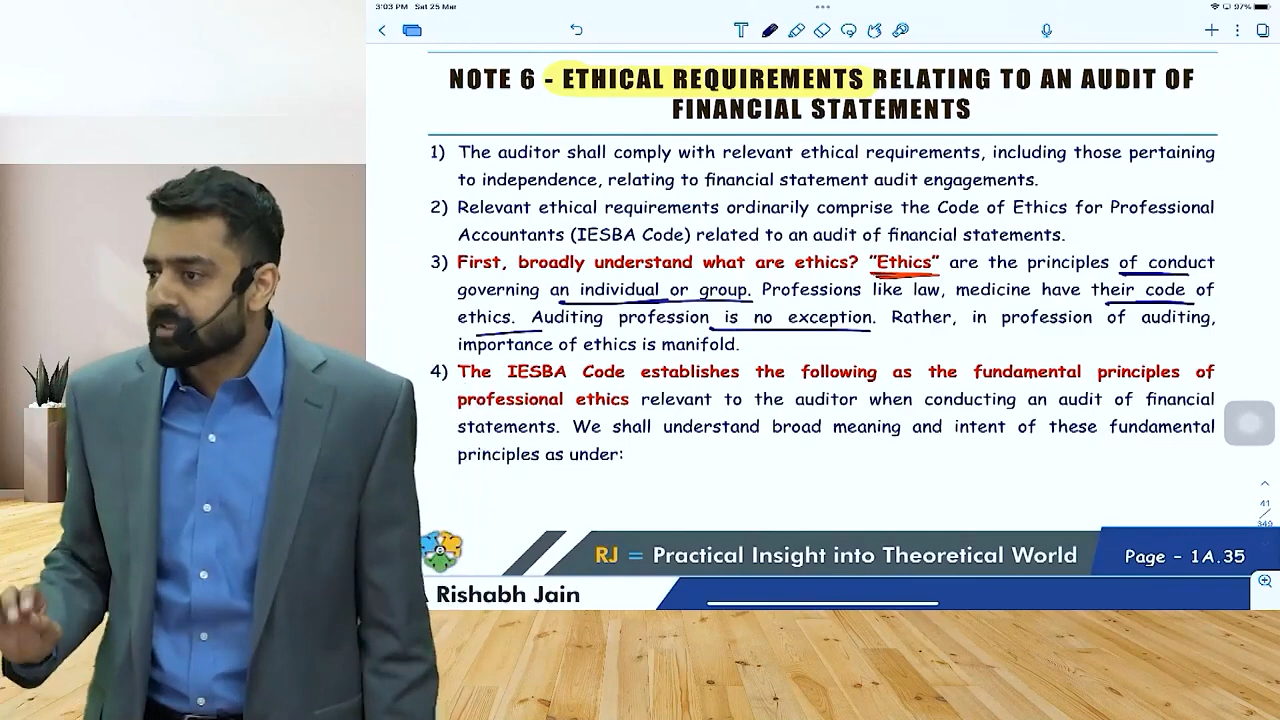 3:03 PM Sat 25 Mar
97%
T
NOTE 6 - ETHICAL REQUIREMENTS RELATING TO AN AUDIT OF
FINANCIAL STATEMENTS
1) The auditor shall comply with relevant ethical requirements, including those pertaining
to independence, relating to financial statement audit engagements.
2) Relevant ethical requirements ordinarily comprise the Code of Ethics for Professional
Accountants (IESBA Code) related to an audit of financial statements.
3) First, broadly understand what are ethics? "Ethics" are the principles of conduct
governing an individual or group. Professions like law, medicine have their code of
ethics. Auditing profession is no exception. Rather, in profession of auditing,
importance of ethics is manifold.
4) The IESBA Code establishes the following as the fundamental principles of
professional ethics relevant to the auditor when conducting an audit of financial
statements. We shall understand broad meaning and intent of these fundamental
principles as under:
41
349
RJ = Practical Insight into Theoretical World
Page - 1A.35
Rishabh Jain